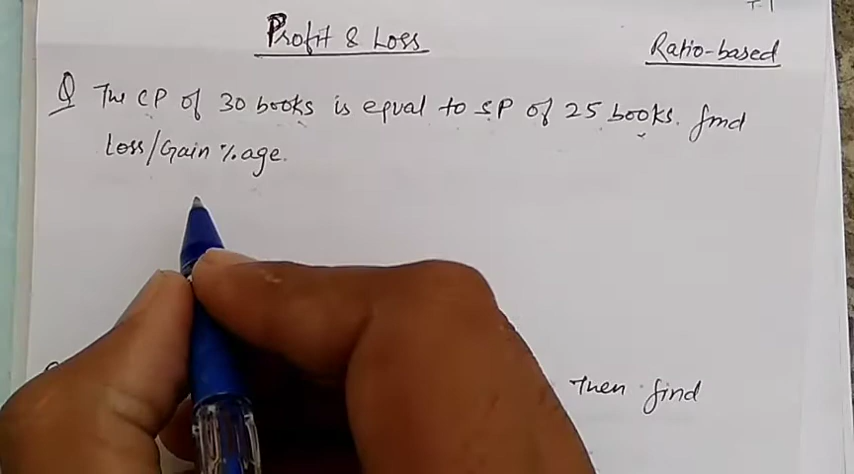 Profit & Loss
Ratio-based
Q The CP of 30 books is equal to SP of 25 books. find
Loss/Gain %age.
Then find